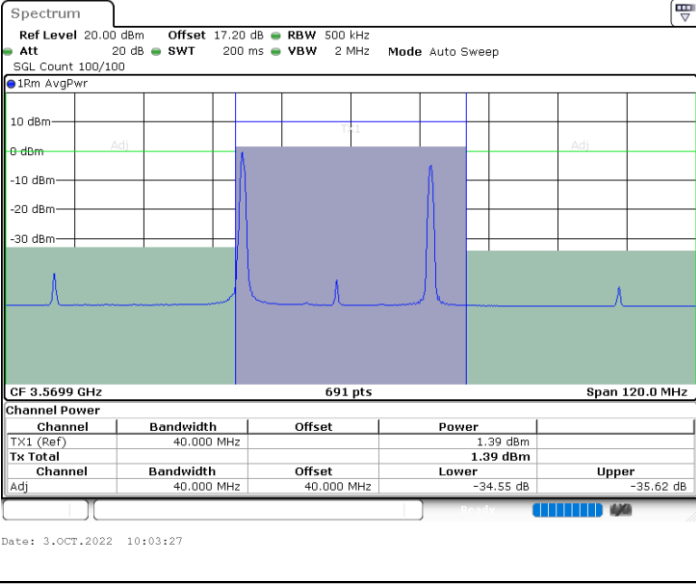 Spectrum
Ref Level 20.00 dBm Offset 17.20 dB RBW 500 kHz
Att 20 dB SWT 200 ms VBW 2 MHz Mode Auto Sweep
SGL Count 100/100
1Rm AvgPwr
10 dBm
TX1
Adj
Adj
0 dBm
-10 dBm
-20 dBm
-30 dBm
CF 3.5699 GHz 691 pts Span 120.0 MHz
Channel Power
Channel Bandwidth Offset Power
TX1 (Ref) 40.000 MHz 1.39 dBm
Tx Total 1.39 dBm
Channel Bandwidth Offset Lower Upper
Adj 40.000 MHz 40.000 MHz -34.55 dB -35.62 dB
Ready
Date: 3.OCT.2022 10:03:27